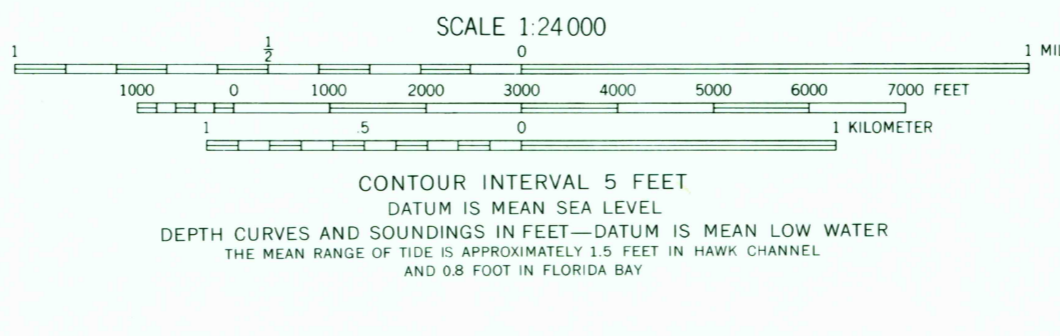 SCALE 1:24 000
1 1/2 0 1
1000 0 1000 2000 3000 4000 5000 6000 7000 FEET
1 .5 0 1 KILOMETER
CONTOUR INTERVAL 5 FEET
DATUM IS MEAN SEA LEVEL
DEPTH CURVES AND SOUNDINGS IN FEET—DATUM IS MEAN LOW WATER
THE MEAN RANGE OF TIDE IS APPROXIMATELY 1.5 FEET IN HAWK CHANNEL
AND 0.8 FOOT IN FLORIDA BAY